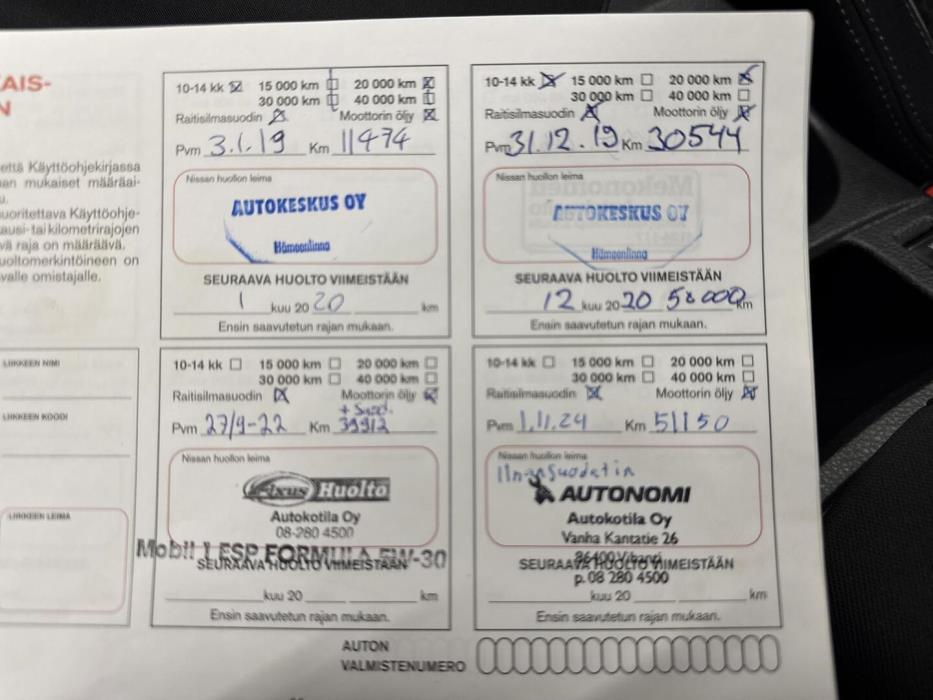 AIS-
N
että Käyttöohjekirjassa
an mukaiset määräai-
u.
uoritettava Käyttöohje-
ausi- tai kilometrirajojen
vä raja on määräävä.
uoltomerkintöineen on
valle omistajalle.
LIIKKEEN NIMI
LIIKKEEN KOODI
LIIKKEEN LEIMA
10-14 kk 15 000 km 20 000 km
30 000 km 40 000 km
Raitisilmasuodin Moottorin öljy
Pvm 3.1.19 Km 11474
Nissan huollon leima
AUTOKESKUS OY
Hämeenlinna
SEURAAVA HUOLTO VIIMEISTÄÄN
1 kuu 20 20 km
Ensin saavutetun rajan mukaan.
10-14 kk 15 000 km 20 000 km
30 000 km 40 000 km
Raitisilmasuodin Moottorin öljy
Pvm 31.12.19 Km 30544
Nissan huollon leima
AUTOKESKUS OY
Hämeenlinna
SEURAAVA HUOLTO VIIMEISTÄÄN
12 kuu 20 20 50000 km
Ensin saavutetun rajan mukaan.
10-14 kk 15 000 km 20 000 km
30 000 km 40 000 km
Raitisilmasuodin Moottorin öljy
+ Suod.
Pvm 27/9-22 Km 39912
Nissan huollon leima
Fixus Huolto
Autokotila Oy
08-280 4500
Mobil 1 ESP FORMULA 5W-30
SEURAAVA HUOLTO VIIMEISTÄÄN
kuu 20 km
Ensin saavutetun rajan mukaan.
10-14 kk 15 000 km 20 000 km
30 000 km 40 000 km
Raitisilmasuodin Moottorin öljy
Pvm 1.11.24 Km 51150
Nissan huollon leima
Ilmansuodatin
AUTONOMI
Autokotila Oy
Vanha Kantatie 26
86400 Vihanti
SEURAAVA HUOLTO VIIMEISTÄÄN
p. 08 280 4500
kuu 20 km
Ensin saavutetun rajan mukaan.
AUTON
VALMISTENUMERO